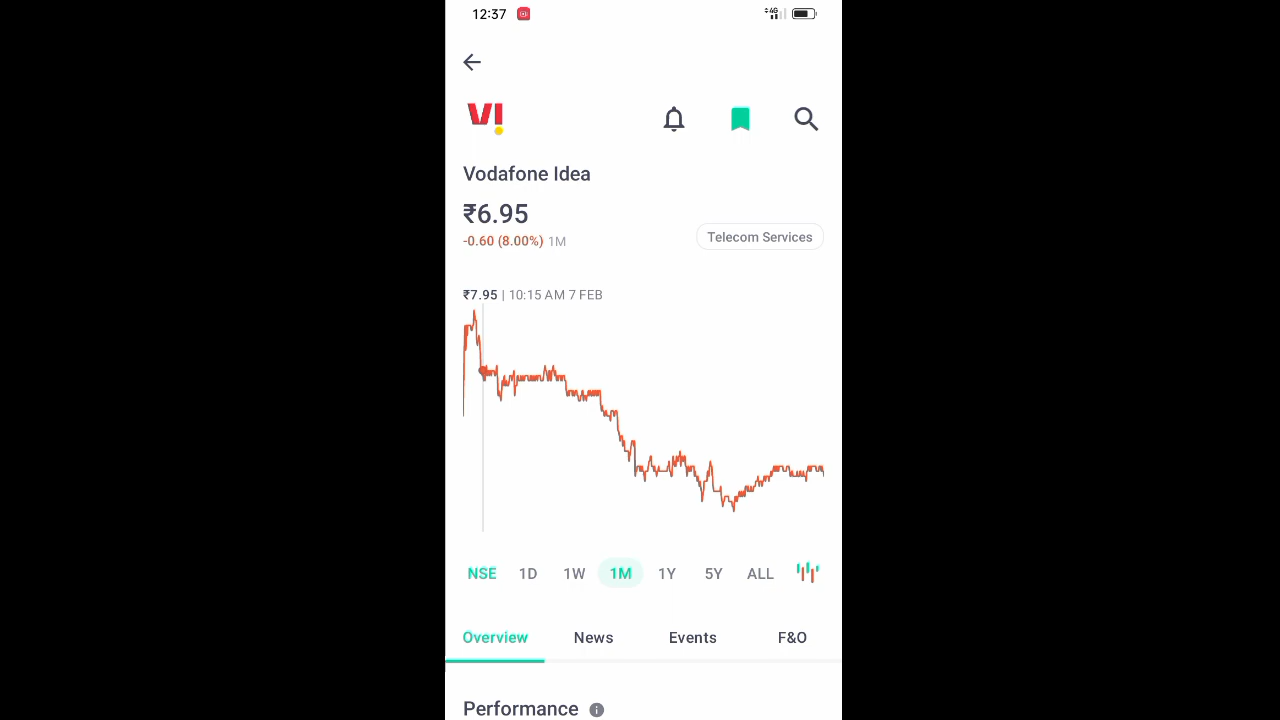 12:37 4G
VI
Vodafone Idea
₹6.95
-0.60 (8.00%) 1M
Telecom Services
₹7.95 | 10:15 AM 7 FEB
NSE 1D 1W 1M 1Y 5Y ALL
Overview News Events F&O
Performance